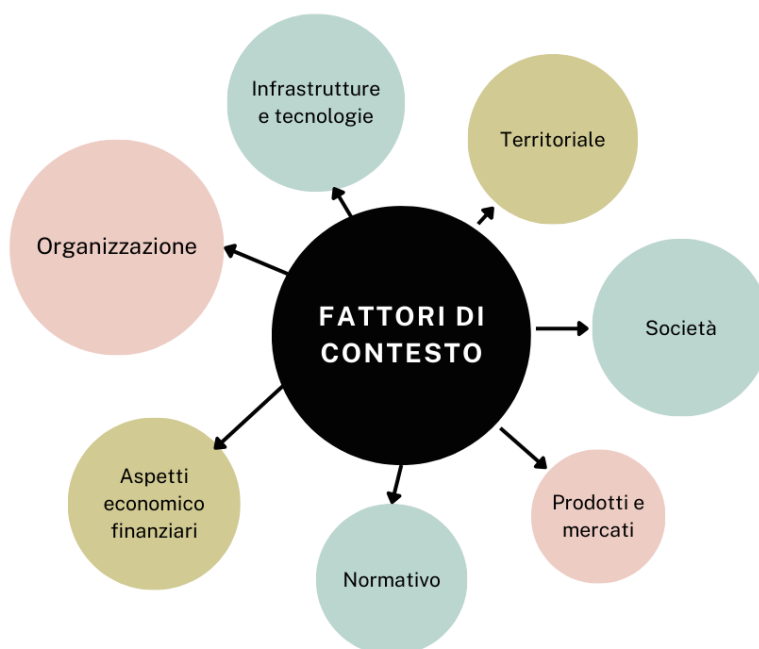 Infrastrutture
e tecnologie
Territoriale
Organizzazione
FATTORI DI
CONTESTO
Società
Aspetti
economico
finanziari
Prodotti e
mercati
Normativo